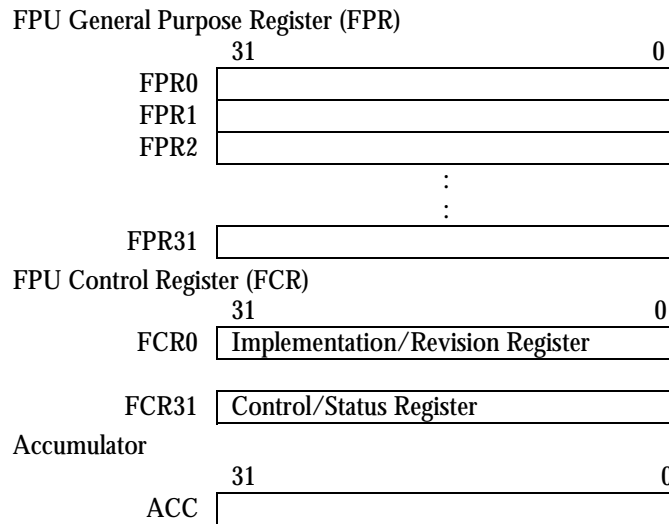 FPU General Purpose Register (FPR)
31 0
FPR0
FPR1
FPR2
:
:
FPR31
FPU Control Register (FCR)
31 0
FCR0 Implementation/Revision Register
FCR31 Control/Status Register
Accumulator
31 0
ACC